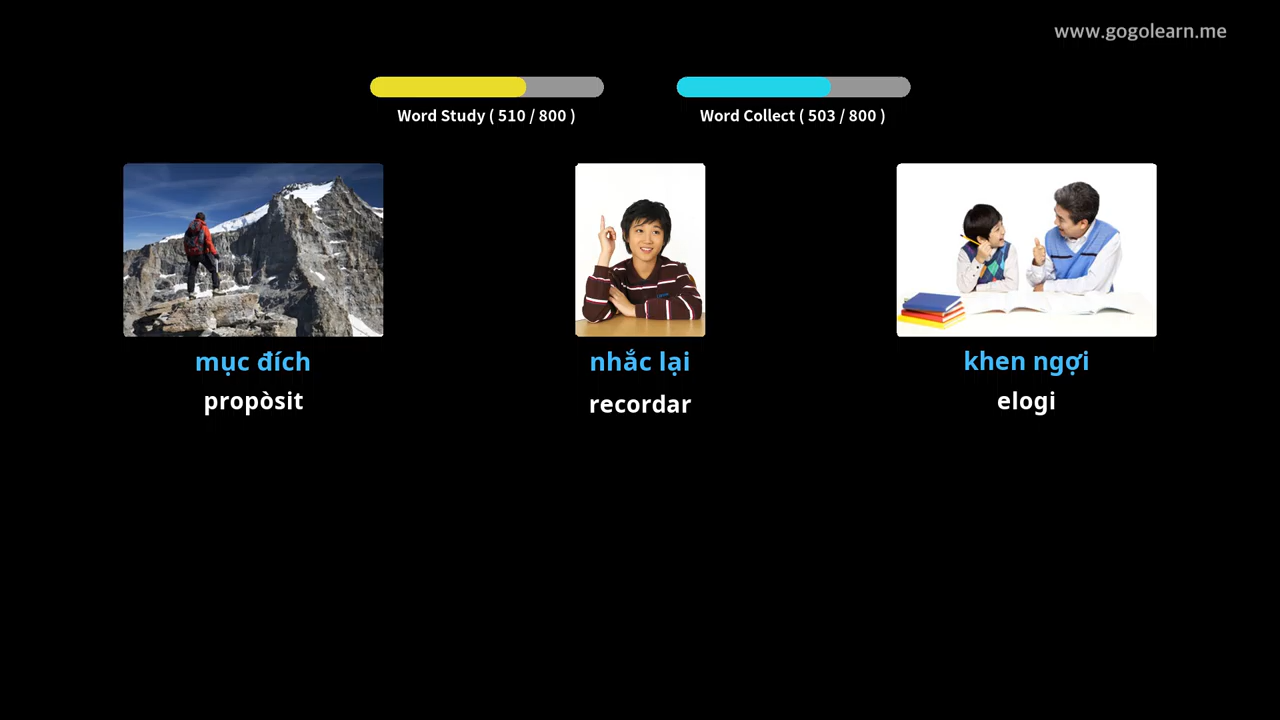 www.gogolearn.me
Word Study ( 510 / 800 )
Word Collect ( 503 / 800 )
mục đích
propòsit
nhắc lại
recordar
khen ngợi
elogi